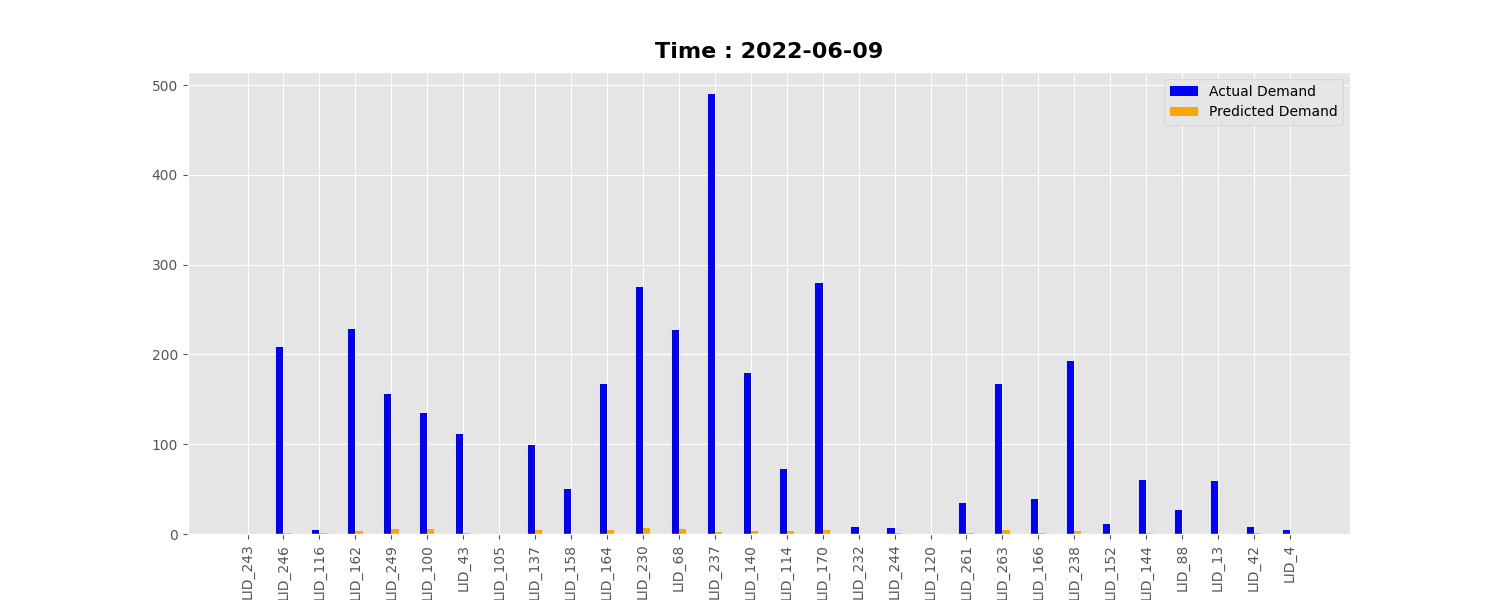 Time : 2022-06-09
Actual Demand
Predicted Demand
500
400
300
200
100
0
LID_243
LID_246
LID_116
LID_162
LID_249
LID_100
LID_43
LID_105
LID_137
LID_158
LID_164
LID_230
LID_68
LID_237
LID_140
LID_114
LID_170
LID_232
LID_244
LID_120
LID_261
LID_263
LID_166
LID_238
LID_152
LID_144
LID_88
LID_13
LID_42
LID_4